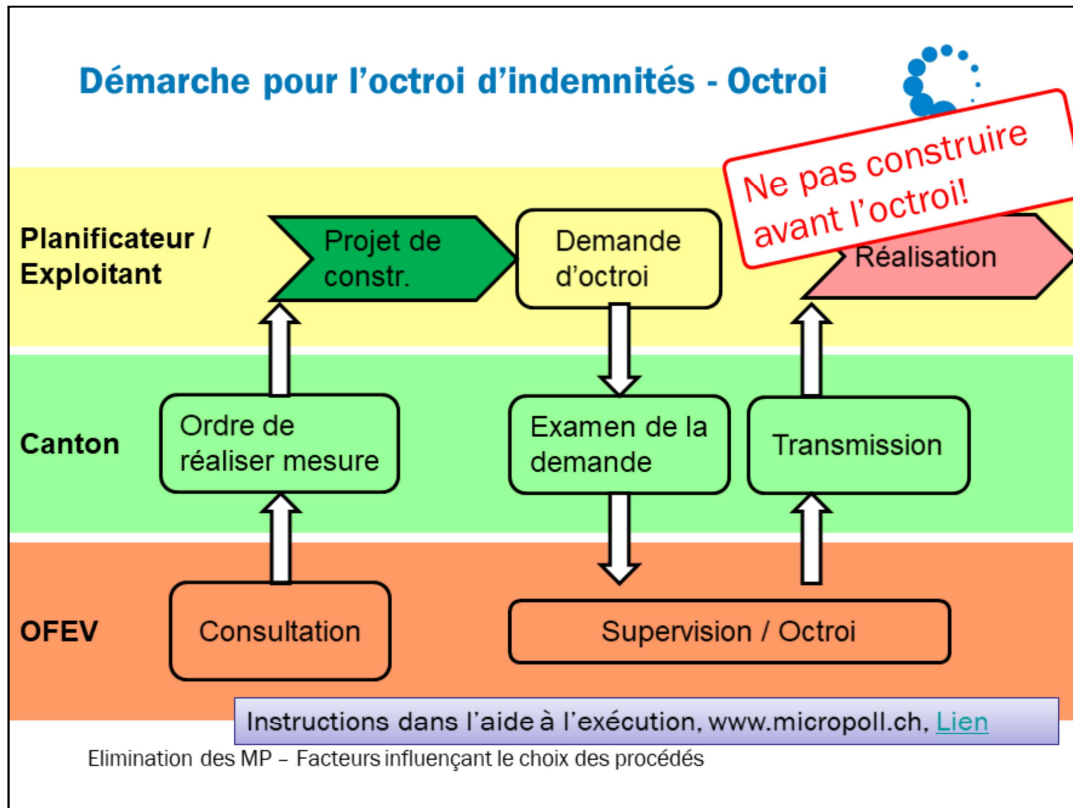 Démarche pour l'octroi d'indemnités - Octroi
Ne pas construire
avant l'octroi!
Planificateur /
Exploitant
Projet de
constr.
Demande
d'octroi
Réalisation
Canton
Ordre de
réaliser mesure
Examen de la
demande
Transmission
OFEV
Consultation
Supervision / Octroi
Instructions dans l'aide à l'exécution, www.micropoll.ch, Lien
Elimination des MP – Facteurs influençant le choix des procédés